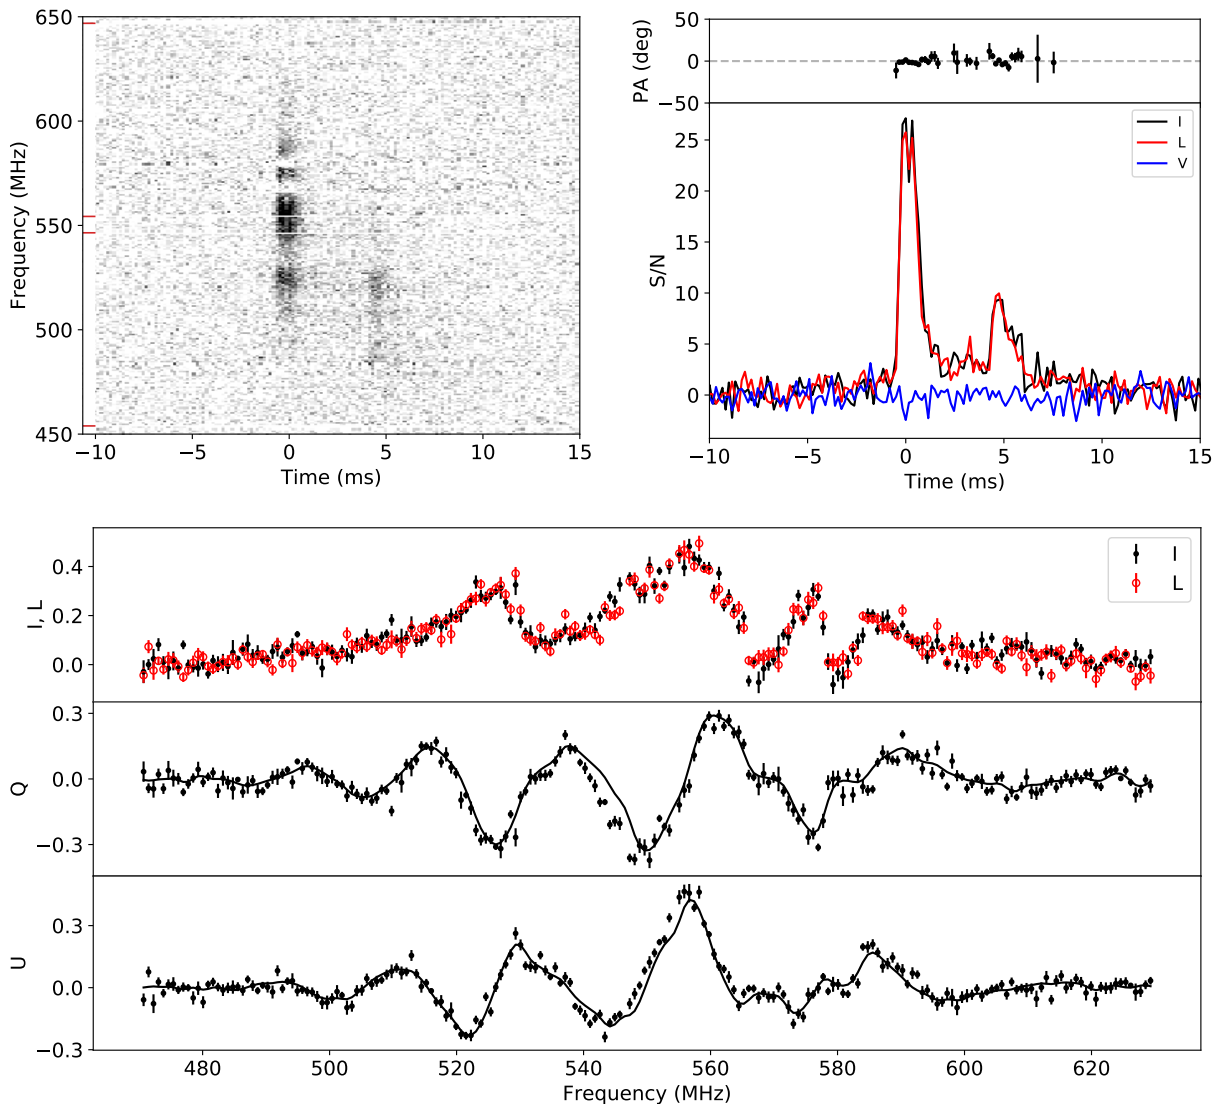 650
600
550
500
450
Frequency (MHz)
−10 −5 0 5 10 15
Time (ms)
50
0
−50
PA (deg)
25
20
15
10
5
0
S/N
I
L
V
−10 −5 0 5 10 15
Time (ms)
0.4
0.2
0.0
I, L
I
L
0.3
0.0
−0.3
Q
0.3
0.0
−0.3
U
480 500 520 540 560 580 600 620
Frequency (MHz)